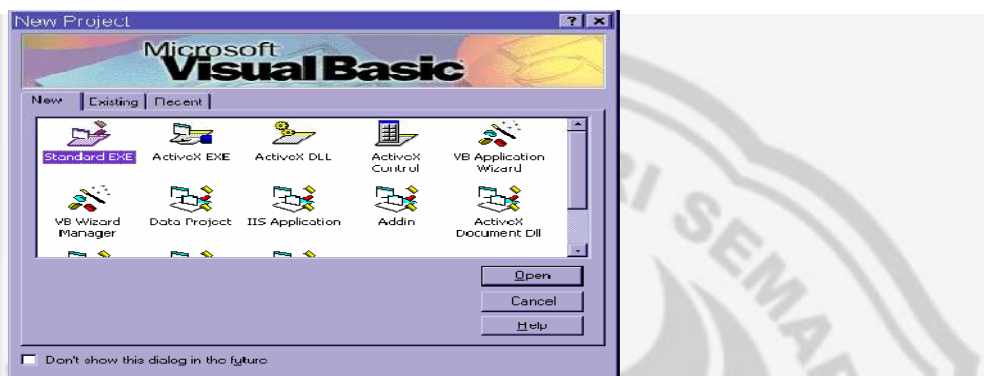 New Project
Microsoft
Visual Basic
New Existing Recent
Standard EXE ActiveX EXE ActiveX DLL ActiveX Control VB Application Wizard
VB Wizard Manager Data Project IIS Application Addin ActiveX Document Dll
Open
Cancel
Help
Don't show this dialog in the future
RI SEMAR